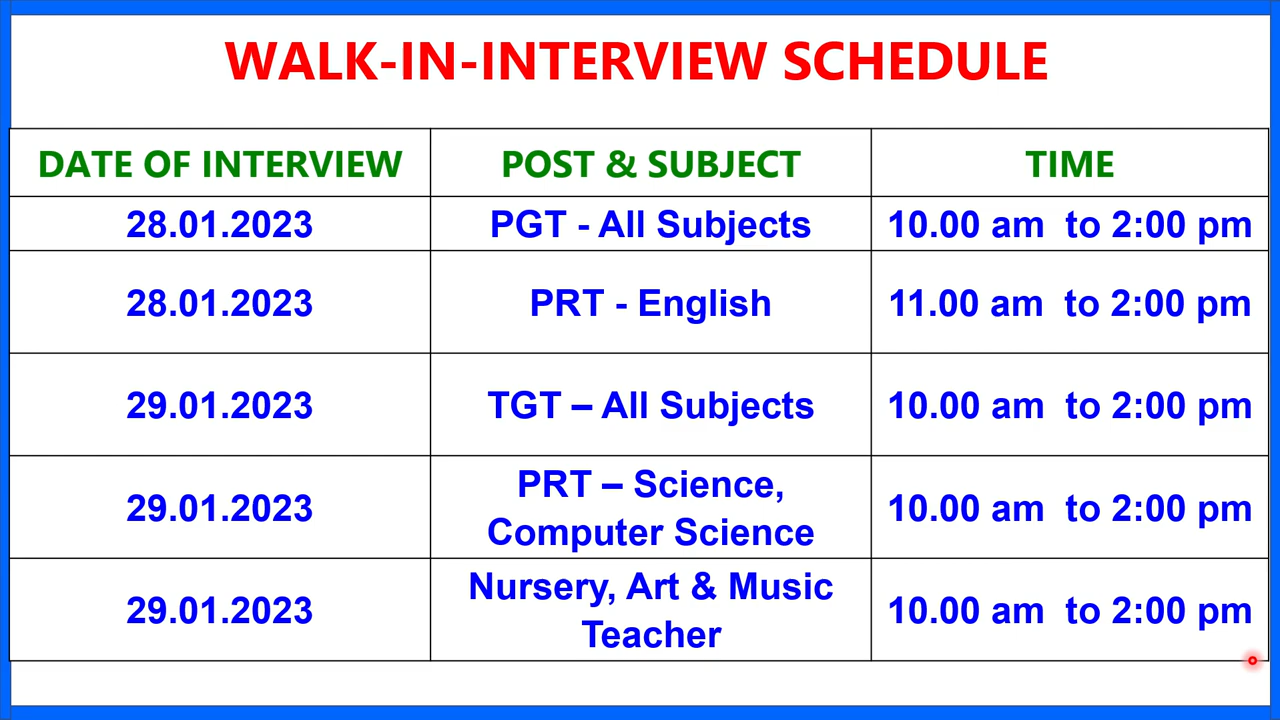 WALK-IN-INTERVIEW SCHEDULE
DATE OF INTERVIEW POST & SUBJECT TIME
28.01.2023 PGT - All Subjects 10.00 am to 2:00 pm
28.01.2023 PRT - English 11.00 am to 2:00 pm
29.01.2023 TGT – All Subjects 10.00 am to 2:00 pm
29.01.2023 PRT – Science,
Computer Science 10.00 am to 2:00 pm
29.01.2023 Nursery, Art & Music
Teacher 10.00 am to 2:00 pm